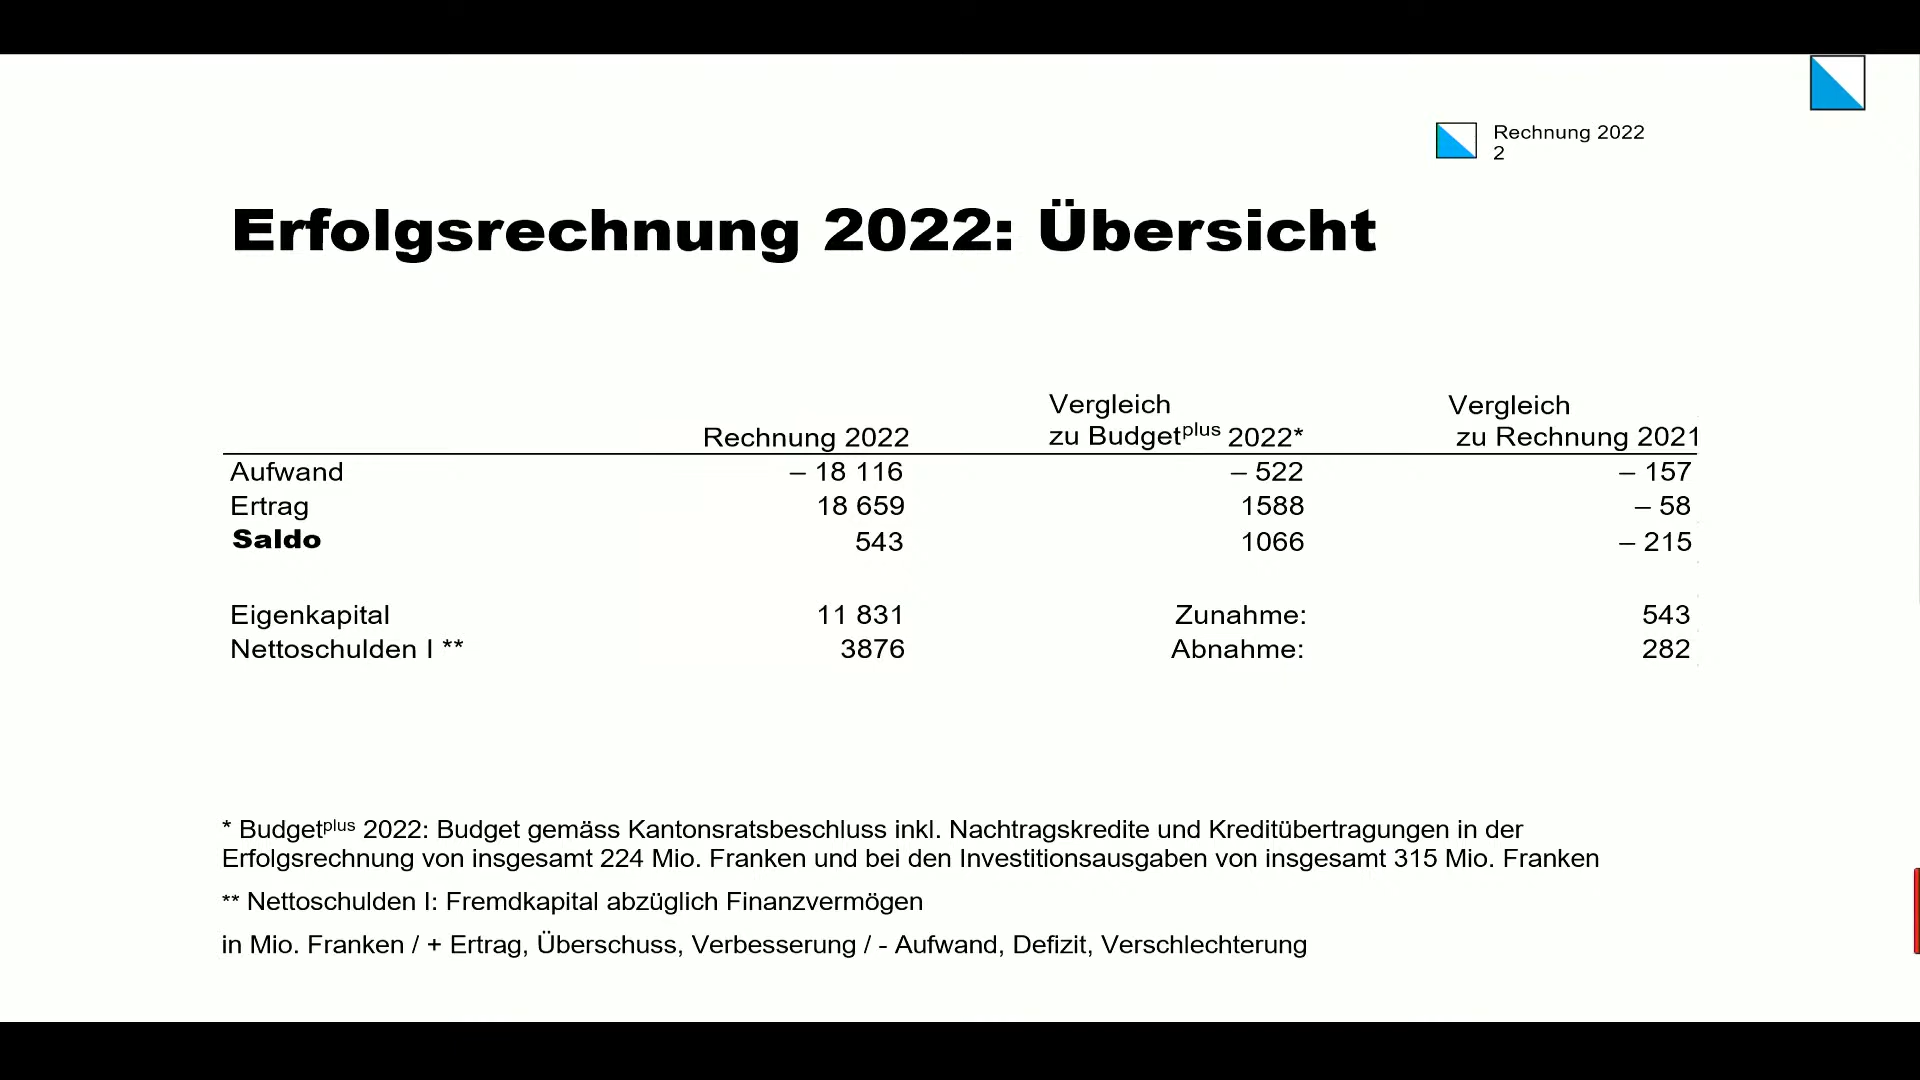 Rechnung 2022
2
Erfolgsrechnung 2022: Übersicht
Rechnung 2022 Vergleich zu Budgetplus 2022* Vergleich zu Rechnung 2021
Aufwand – 18 116 – 522 – 157
Ertrag 18 659 1588 – 58
Saldo 543 1066 – 215
Eigenkapital 11 831 Zunahme: 543
Nettoschulden I ** 3876 Abnahme: 282
* Budgetplus 2022: Budget gemäss Kantonsratsbeschluss inkl. Nachtragskredite und Kreditübertragungen in der
Erfolgsrechnung von insgesamt 224 Mio. Franken und bei den Investitionsausgaben von insgesamt 315 Mio. Franken
** Nettoschulden I: Fremdkapital abzüglich Finanzvermögen
in Mio. Franken / + Ertrag, Überschuss, Verbesserung / - Aufwand, Defizit, Verschlechterung